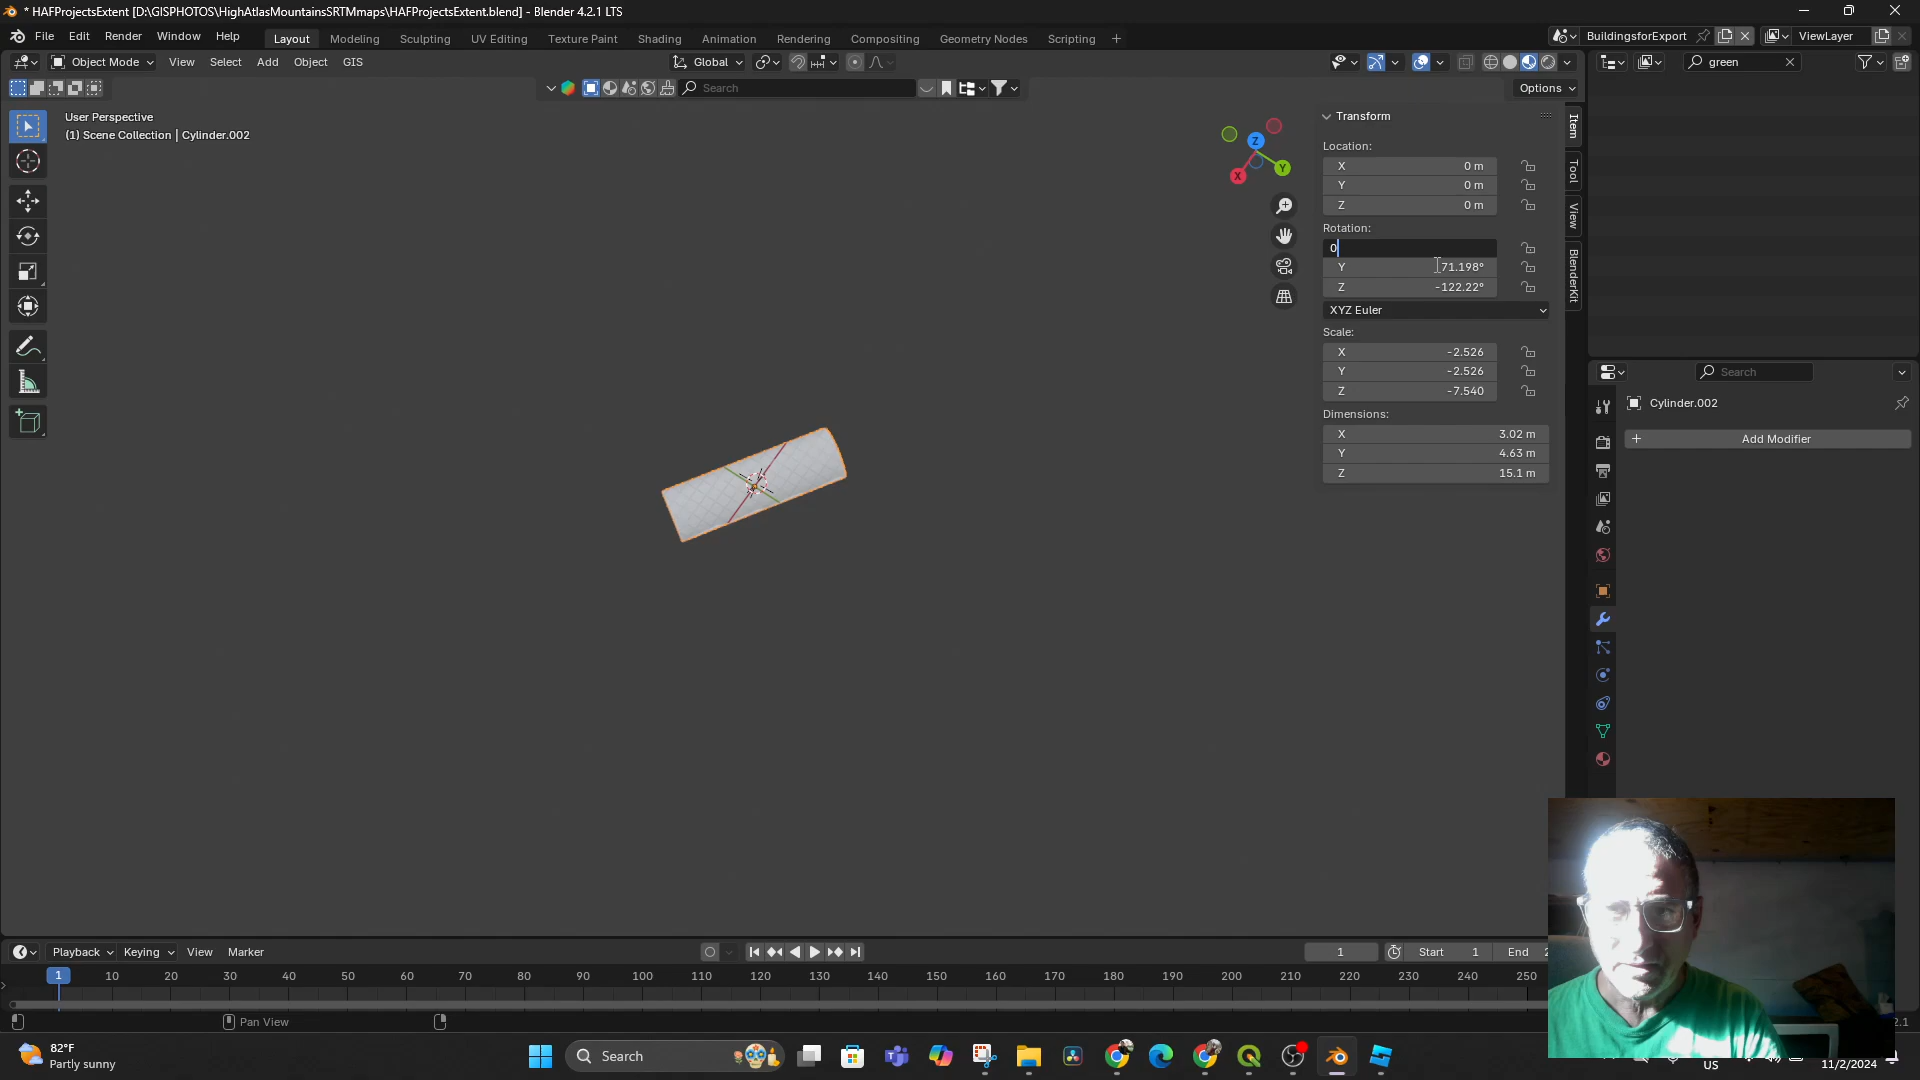 * HAFProjectsExtent [D:\GISPHOTOS\HighAtlasMountainsSRTMmaps\HAFProjectsExtent.blend] - Blender 4.2.1 LTS
File Edit Render Window Help Layout Modeling Sculpting UV Editing Texture Paint Shading Animation Rendering Compositing Geometry Nodes Scripting + BuildingsforExport ViewLayer
Object Mode View Select Add Object GIS Global green
Search Options
User Perspective
(1) Scene Collection | Cylinder.002
Z
Y
X
Transform
Location:
X 0 m
Y 0 m
Z 0 m
Rotation:
0
Y 71.198°
Z -122.22°
XYZ Euler
Scale:
X -2.526
Y -2.526
Z -7.540
Dimensions:
X 3.02 m
Y 4.63 m
Z 15.1 m
Item
Tool
View
BlenderKit
Search
Cylinder.002
+ Add Modifier
Playback Keying View Marker 1 Start 1 End 2
1 10 20 30 40 50 60 70 80 90 100 110 120 130 140 150 160 170 180 190 200 210 220 230 240 250
Pan View 2.1
82°F
Partly sunny
Search
US
11/2/2024